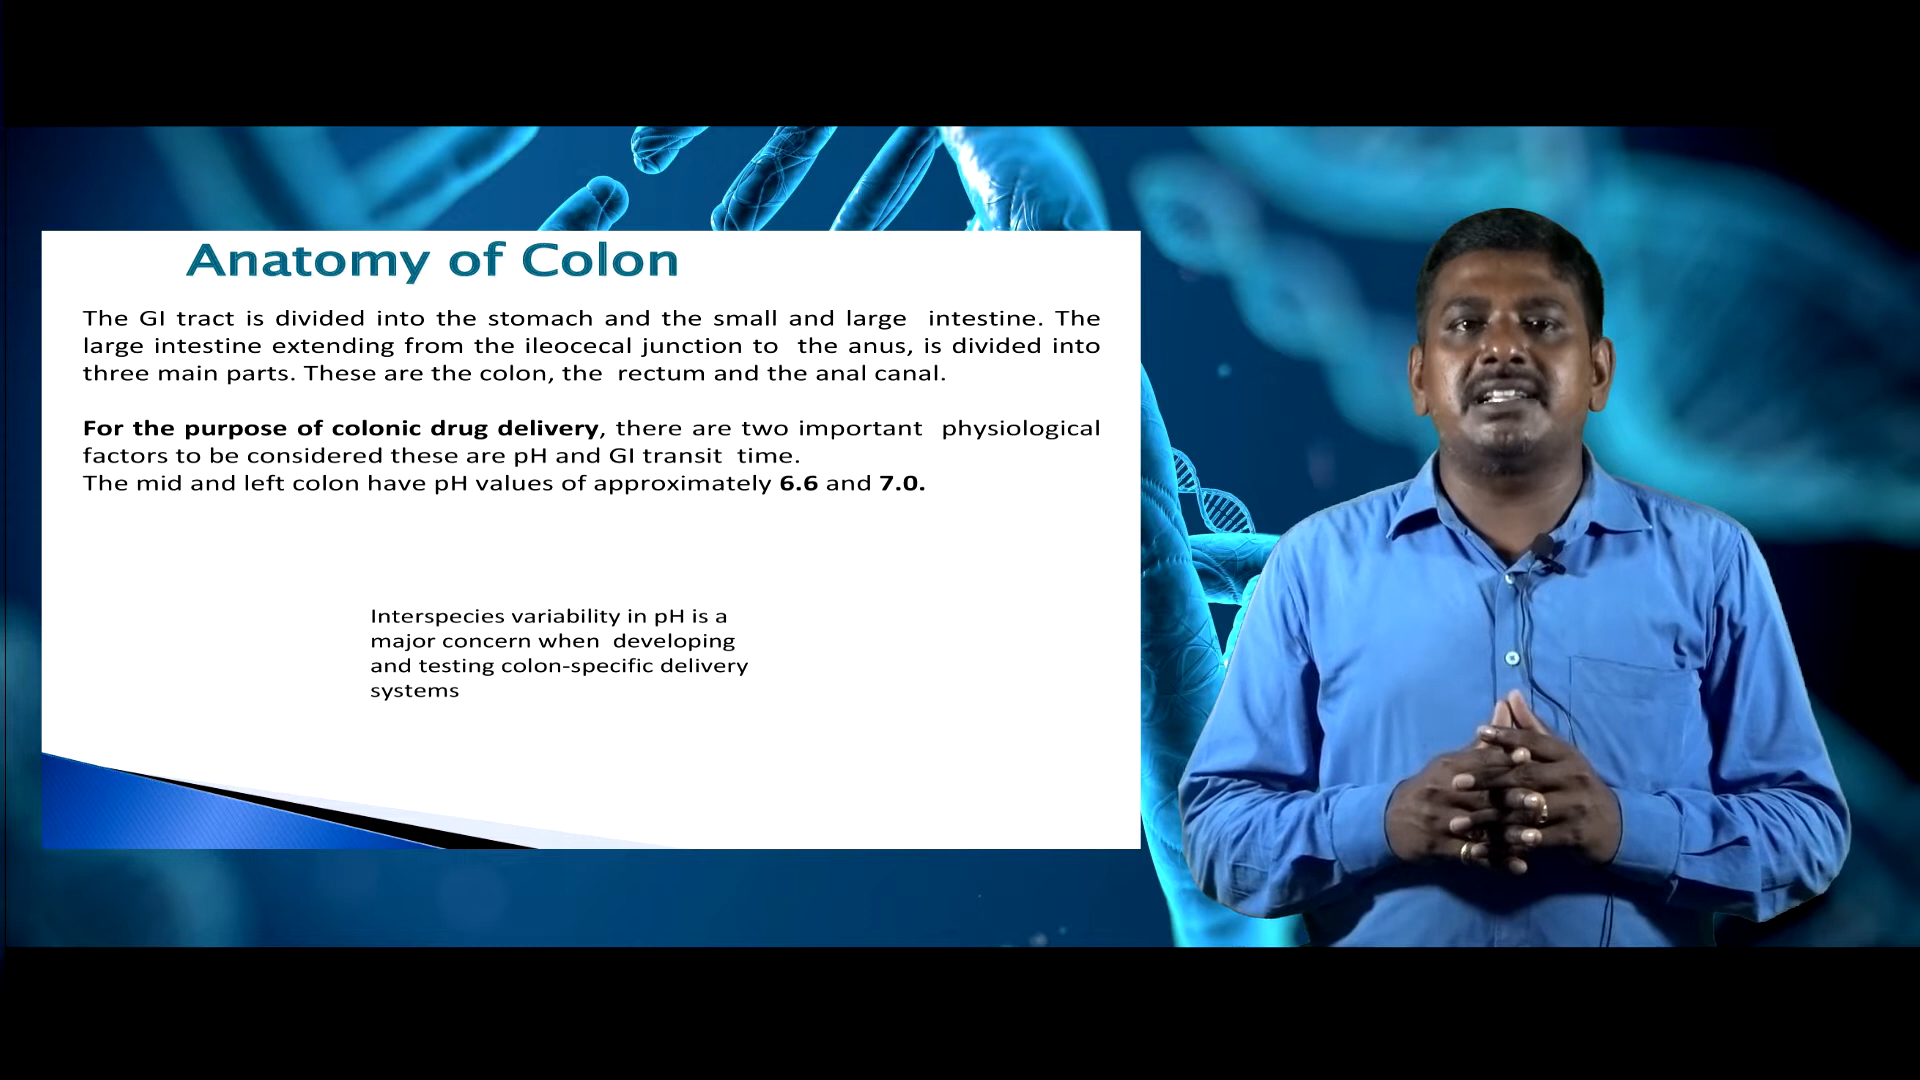 Anatomy of Colon
The GI tract is divided into the stomach and the small and large intestine. The
large intestine extending from the ileocecal junction to the anus, is divided into
three main parts. These are the colon, the rectum and the anal canal.
For the purpose of colonic drug delivery, there are two important physiological
factors to be considered these are pH and GI transit time.
The mid and left colon have pH values of approximately 6.6 and 7.0.
Interspecies variability in pH is a
major concern when developing
and testing colon-specific delivery
systems